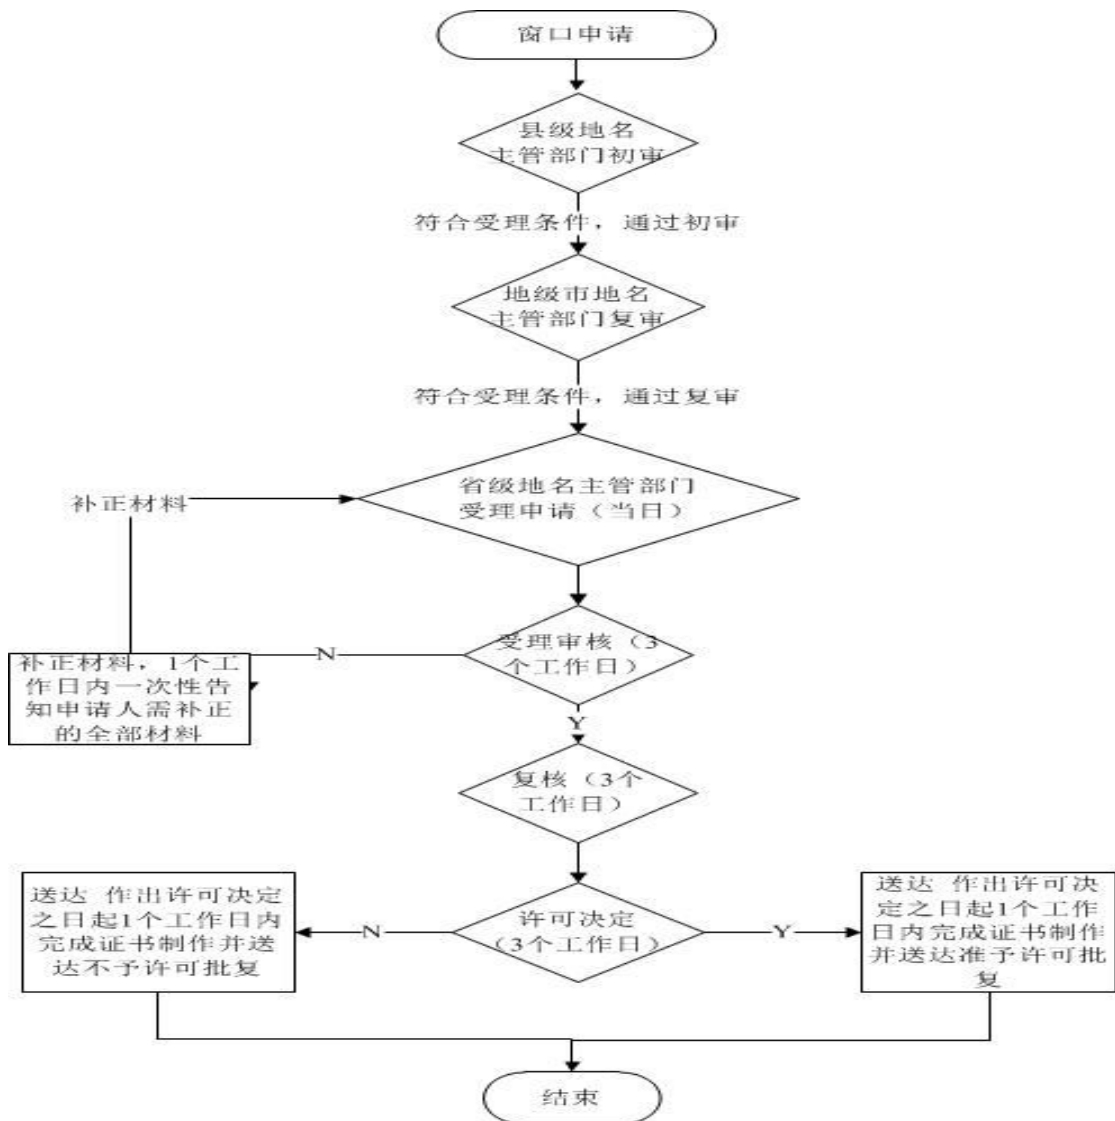 窗口申请
县级地名
主管部门初审
符合受理条件，通过初审
地级市地名
主管部门复审
符合受理条件，通过复审
省级地名主管部门
受理申请（当日）
补正材料
受理审核（3
个工作日）
N
补正材料，1个工
作日内一次性告
知申请人需补正
的全部材料
Y
复核（3个
工作日）
许可决定
（3个工作日）
N
Y
送达 作出许可决定
之日起1个工作日内
完成证书制作并送
达不予许可批复
送达 作出许可决
定之日起1个工作
日内完成证书制作
并送达准予许可批
复
结束